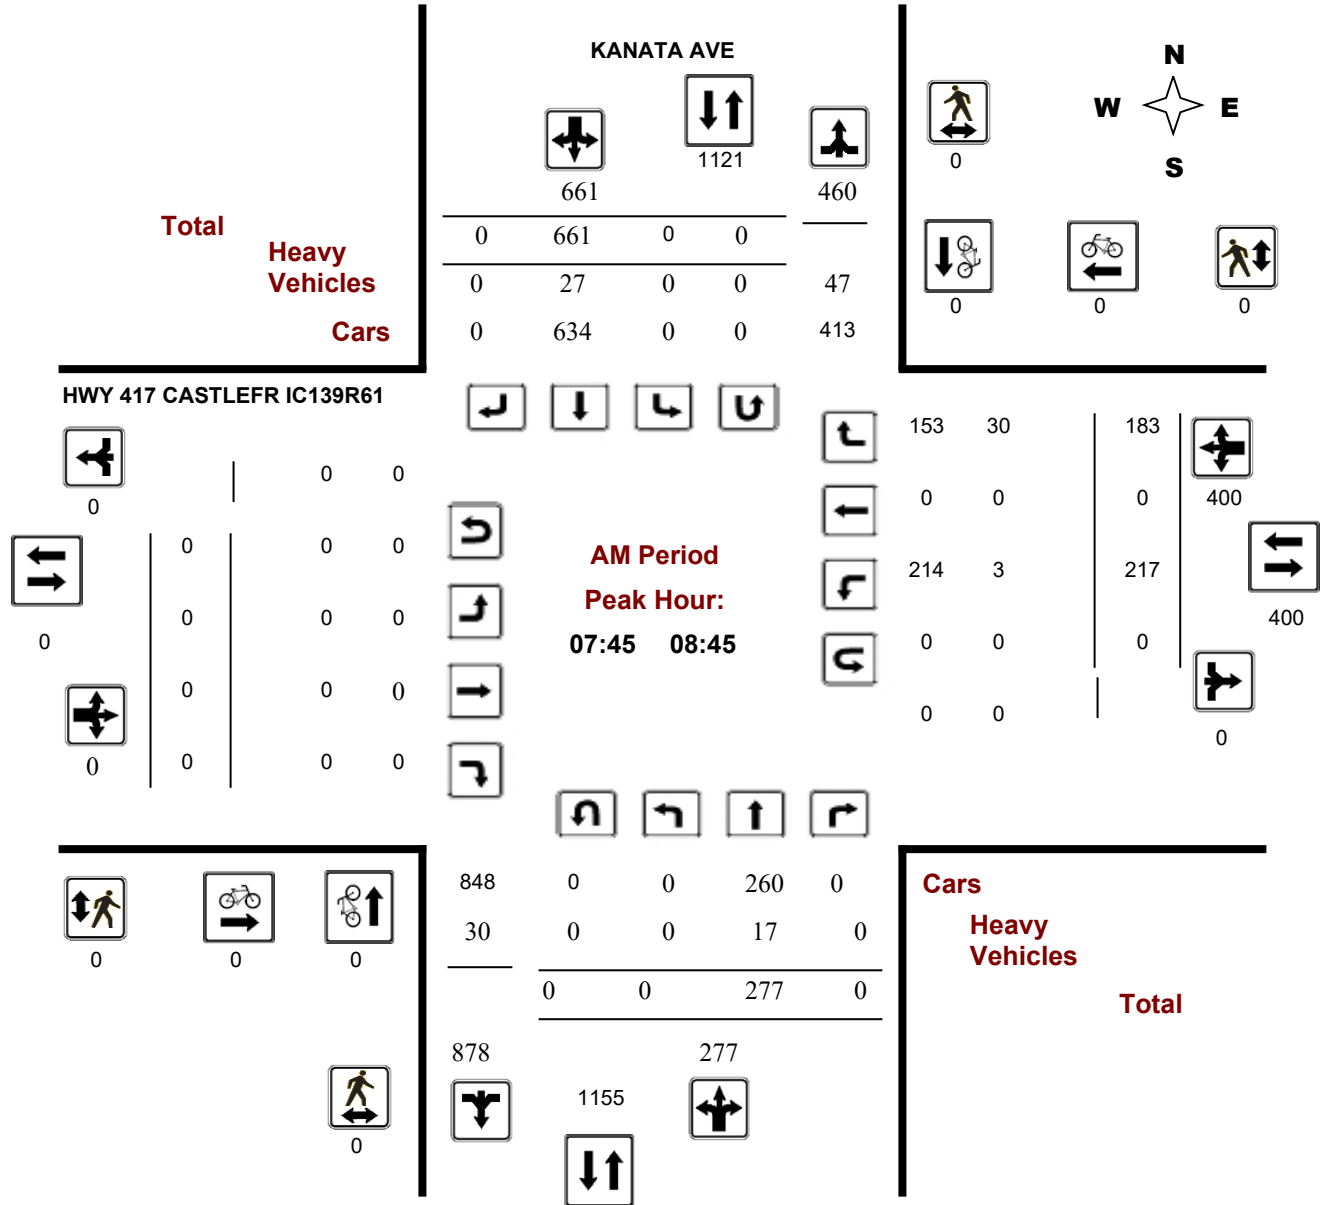 KANATA AVE
N
W E
S
1121
0
661 460
Total
0 661 0 0
Heavy
Vehicles
0 27 0 0 47
0 0 0
Cars
0 634 0 0 413
HWY 417 CASTLEFR IC139R61
153 30 183
0 0
0
0 0 0 400
0 0 0
AM Period
214 3 217
Peak Hour:
0 0 0
400
07:45 08:45
0
0 0 0
0 0 0
0 0
0
0 0 0 0
848 0 0 260 0
Cars
30 0 0 17 0
Heavy
Vehicles
0 0 0
0 0 277 0
Total
878 277
1155
0